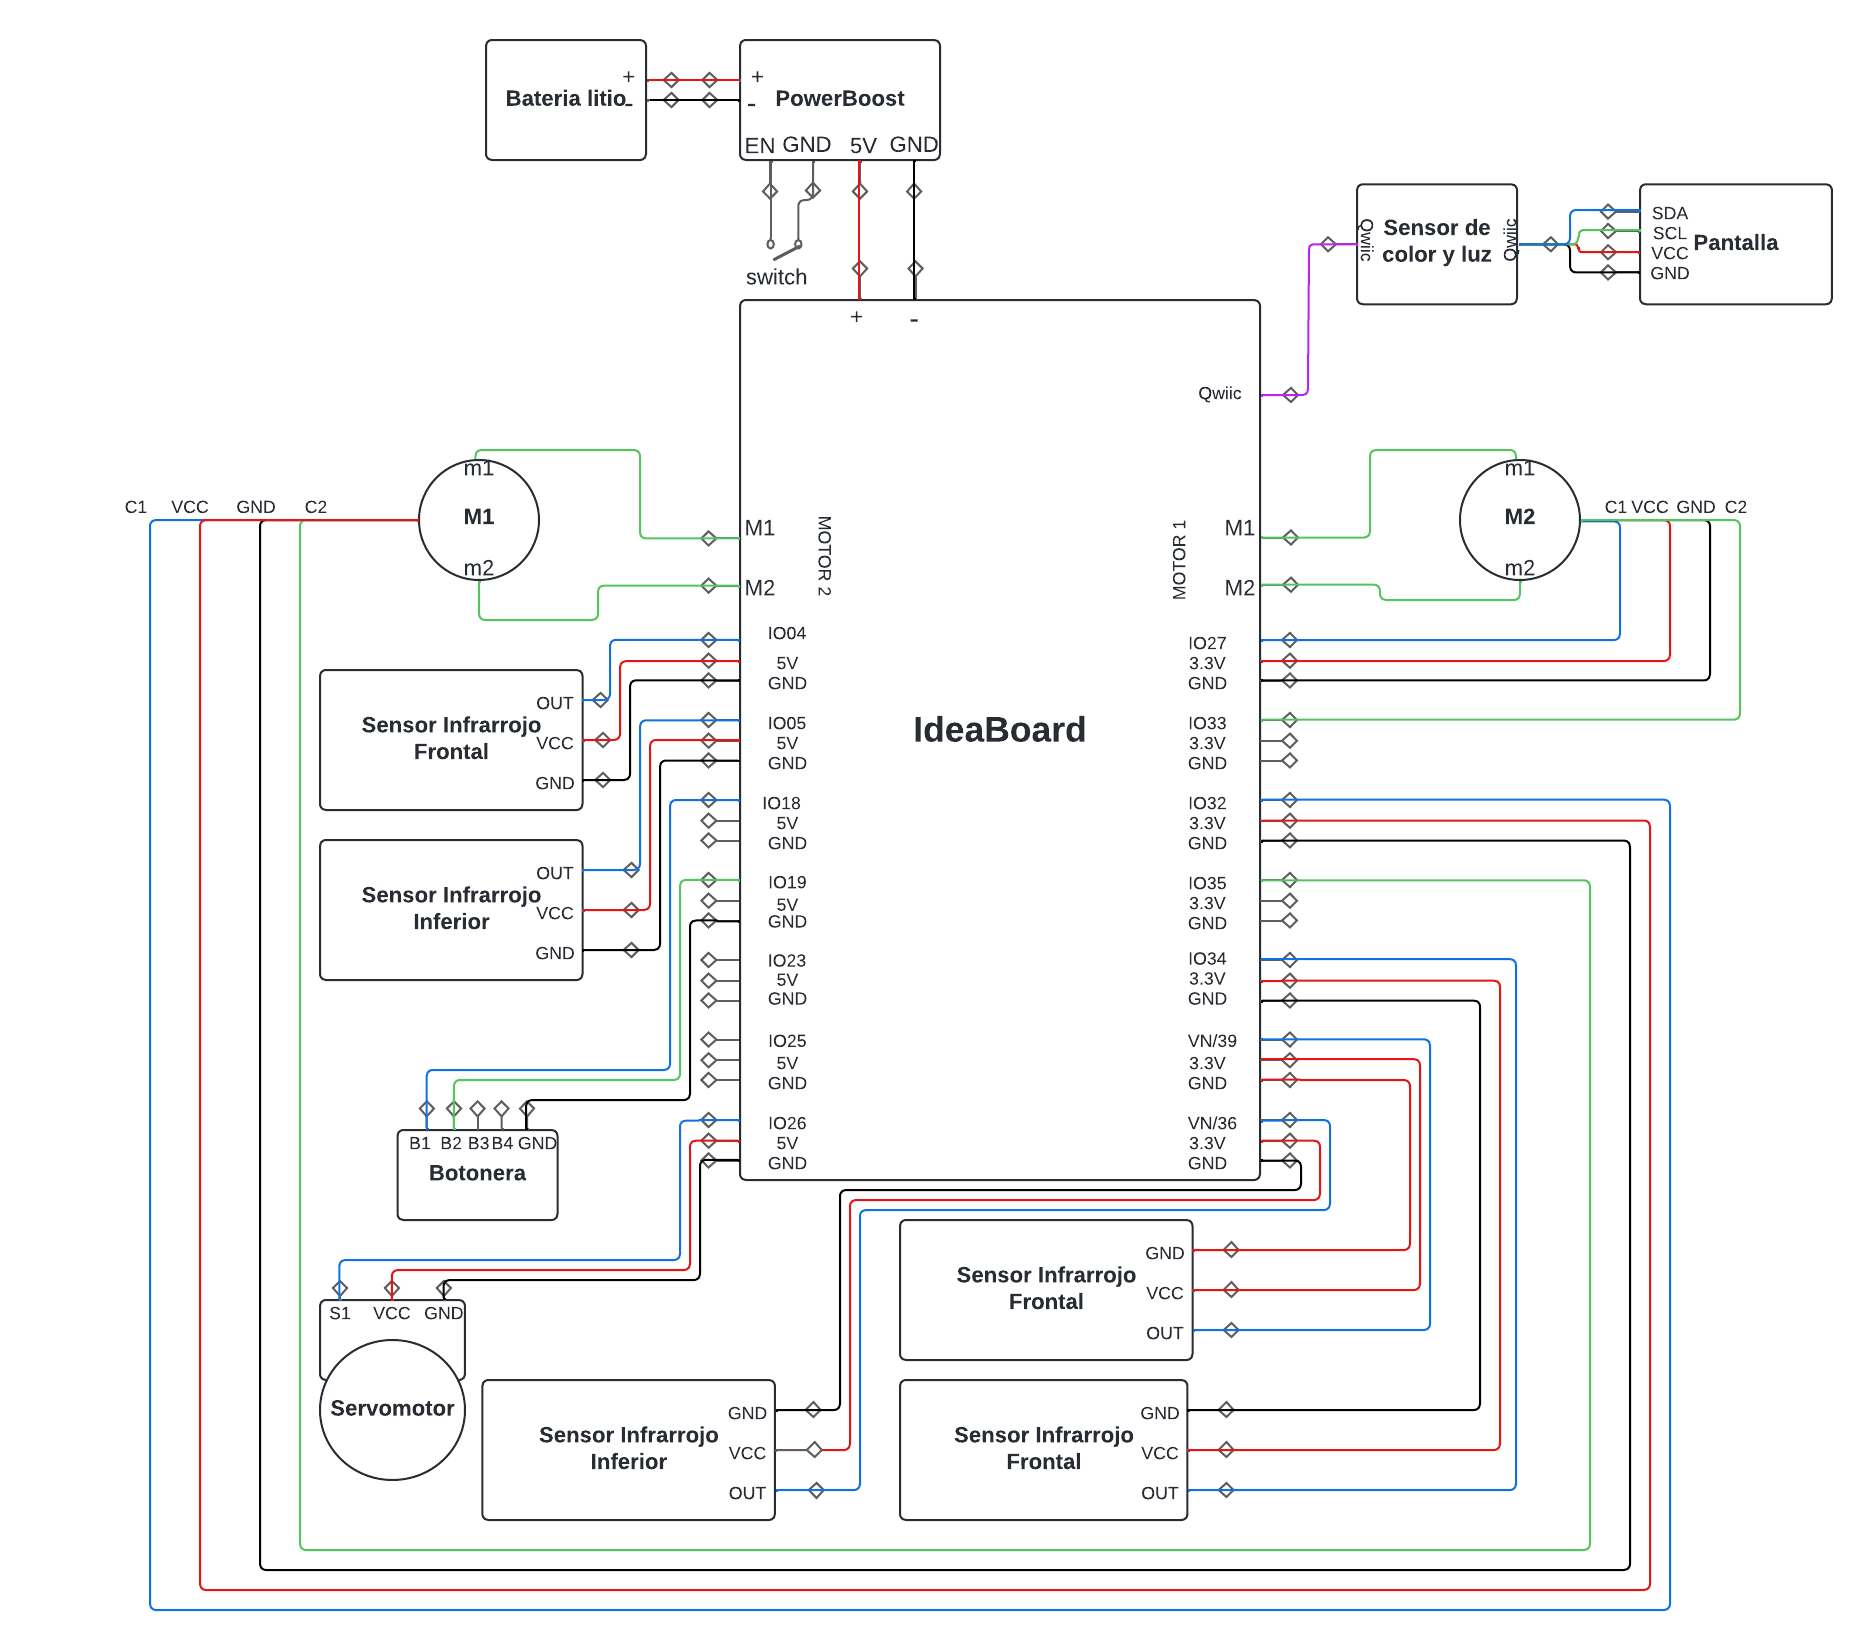 Bateria litio
+
-
+
-
PowerBoost
EN GND 5V GND
switch
Qwiic
Sensor de
color y luz
Qwiic
SDA
SCL
VCC
GND
Pantalla
+
-
Qwiic
IdeaBoard
C1 VCC GND C2
m1
M1
m2
M1
M2
MOTOR 2
MOTOR 1
M1
M2
m1
M2
m2
C1 VCC GND C2
IO04
5V
GND
IO05
5V
GND
IO18
5V
GND
IO19
5V
GND
IO23
5V
GND
IO25
5V
GND
IO26
5V
GND
IO27
3.3V
GND
IO33
3.3V
GND
IO32
3.3V
GND
IO35
3.3V
GND
IO34
3.3V
GND
VN/39
3.3V
GND
VN/36
3.3V
GND
Sensor Infrarrojo
Frontal
OUT
VCC
GND
Sensor Infrarrojo
Inferior
OUT
VCC
GND
B1 B2 B3 B4 GND
Botonera
S1 VCC GND
Servomotor
Sensor Infrarrojo
Inferior
GND
VCC
OUT
Sensor Infrarrojo
Frontal
GND
VCC
OUT
Sensor Infrarrojo
Frontal
GND
VCC
OUT